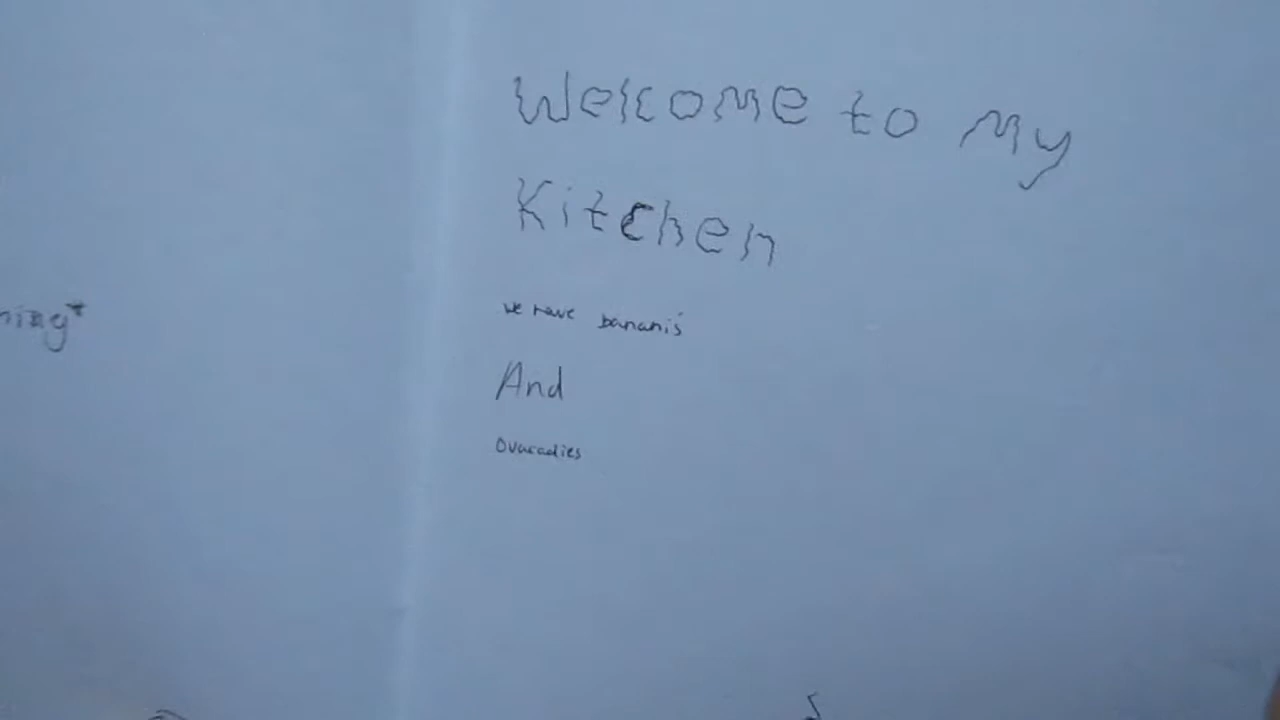 Welcome to My
Kitchen
we have bananis
And
Ovacadies